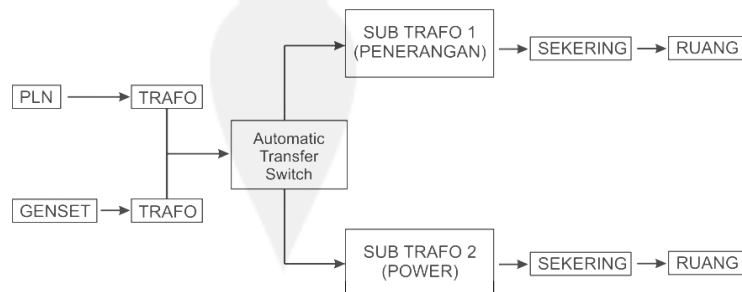 SUB TRAFO 1
(PENERANGAN)
SEKERING
RUANG
PLN
TRAFO
Automatic
Transfer
Switch
GENSET
TRAFO
SUB TRAFO 2
(POWER)
SEKERING
RUANG